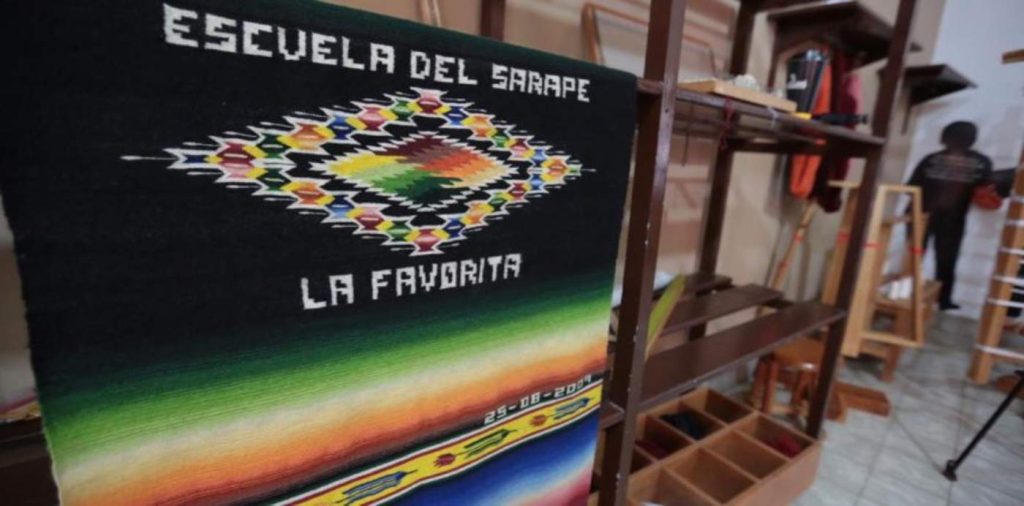 ESCUELA DEL SARAPE
LA FAVORITA
25-08-2009